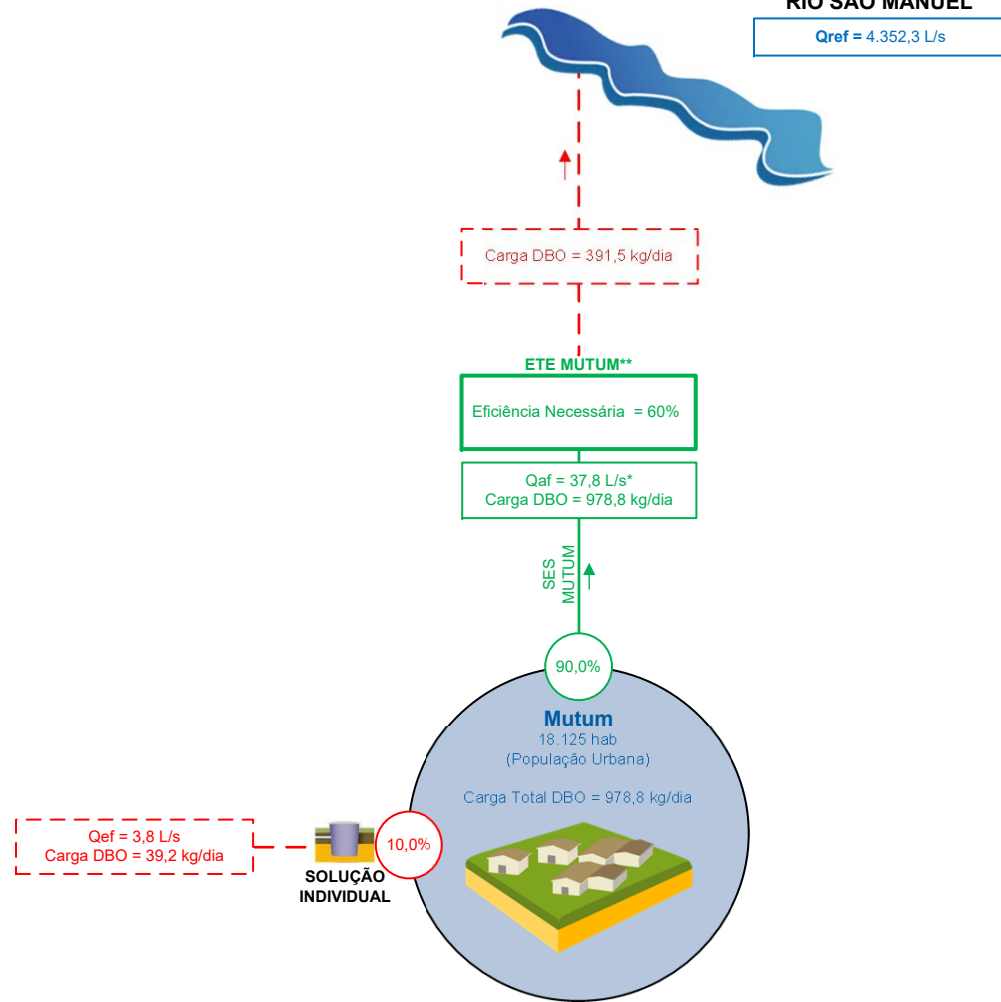 RIO SÃO MANUEL
Qref = 4.352,3 L/s
Carga DBO = 391,5 kg/dia
ETE MUTUM**
Eficiência Necessária = 60%
Qaf = 37,8 L/s*
Carga DBO = 978,8 kg/dia
SES
MUTUM
90,0%
Mutum
18.125 hab
(População Urbana)
Carga Total DBO = 978,8 kg/dia
Qef = 3,8 L/s
Carga DBO = 39,2 kg/dia
10,0%
SOLUÇÃO
INDIVIDUAL